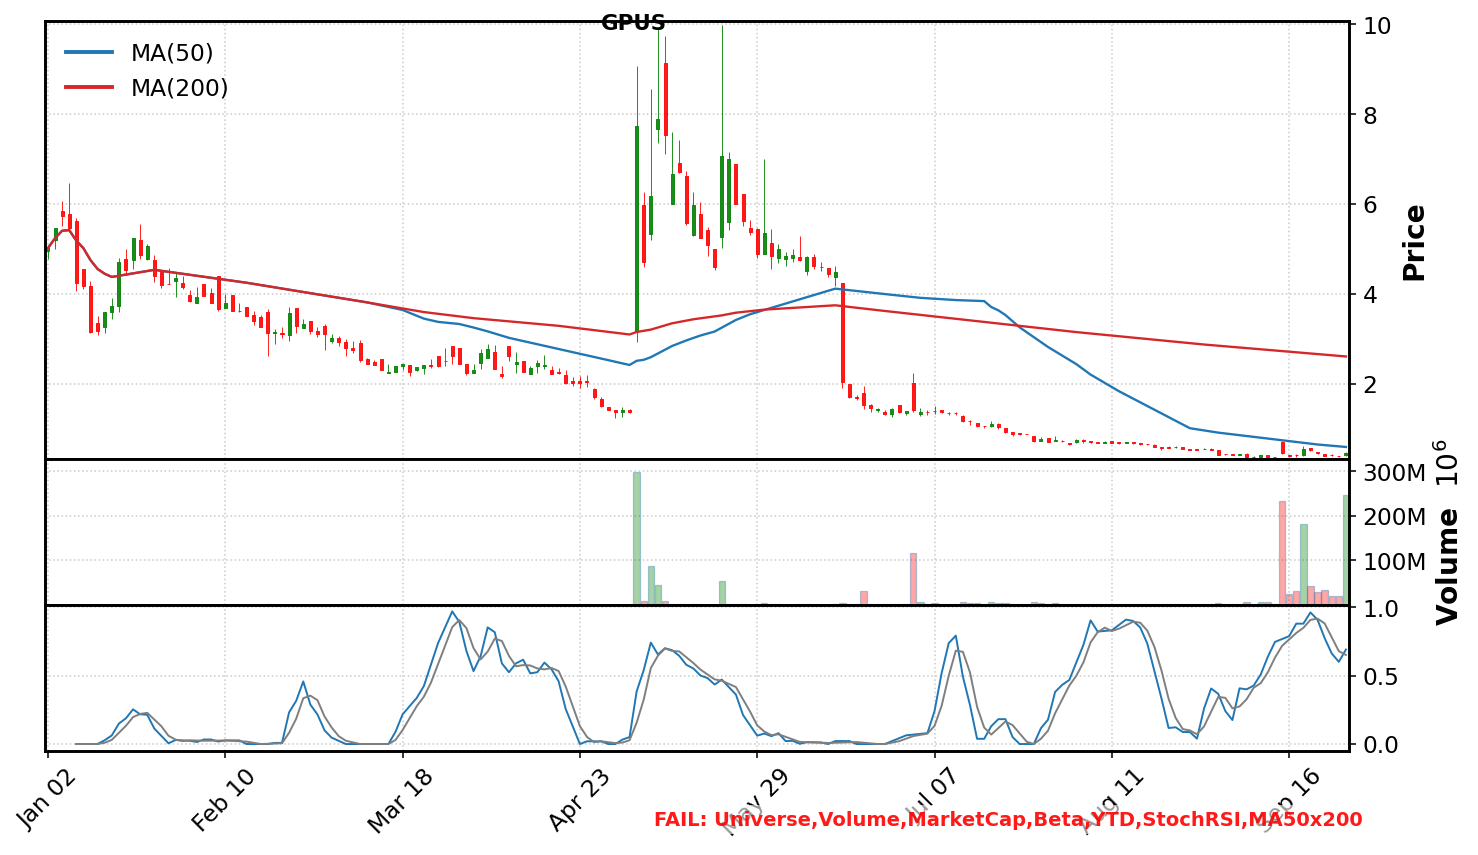 GPUS
MA(50)
MA(200)
10
8
6
4
2
Price
300M
200M
100M
Volume 10^6
1.0
0.5
0.0
Jan 02
Feb 10
Mar 18
Apr 23
May 29
Jul 07
Aug 11
Sep 16
FAIL: Universe,Volume,MarketCap,Beta,YTD,StochRSI,MA50x200